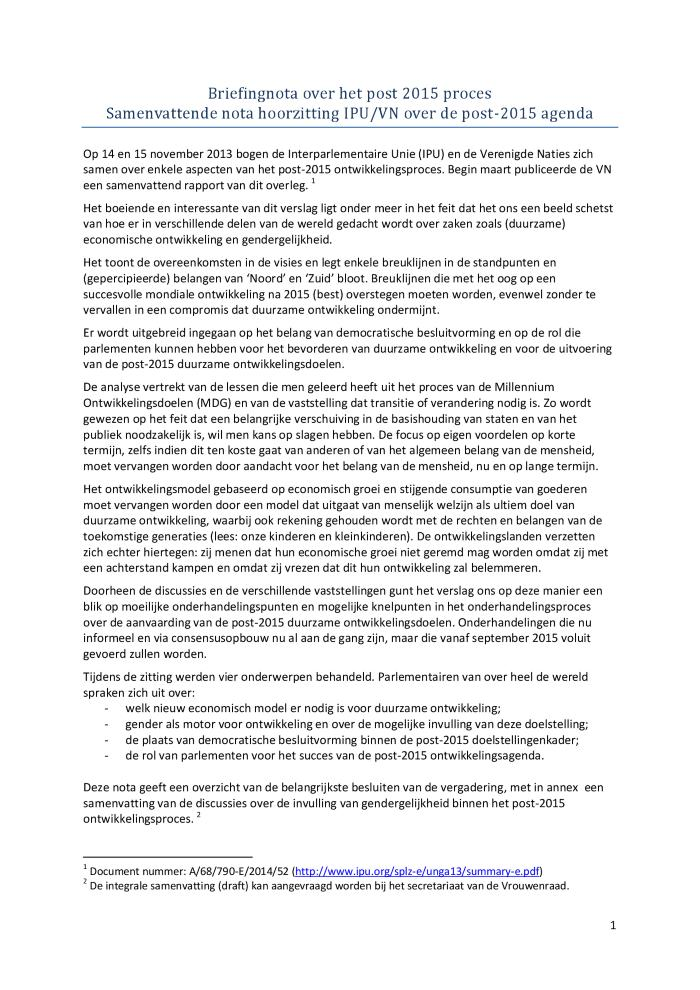 Briefingnota over het post 2015 proces
Samenvattende nota hoorzitting IPU/VN over de post-2015 agenda
Op 14 en 15 november 2013 bogen de Interparlementaire Unie (IPU) en de Verenigde Naties zich
samen over enkele aspecten van het post-2015 ontwikkelingsproces. Begin maart publiceerde de VN
een samenvattend rapport van dit overleg. 1
Het boeiende en interessante van dit verslag ligt onder meer in het feit dat het ons een beeld schetst
van hoe er in verschillende delen van de wereld gedacht wordt over zaken zoals (duurzame)
economische ontwikkeling en gendergelijkheid.
Het toont de overeenkomsten in de visies en legt enkele breuklijnen in de standpunten en
(gepercipieerde) belangen van ‘Noord’ en ‘Zuid’ bloot. Breuklijnen die met het oog op een
succesvolle mondiale ontwikkeling na 2015 (best) overstegen moeten worden, evenwel zonder te
vervallen in een compromis dat duurzame ontwikkeling ondermijnt.
Er wordt uitgebreid ingegaan op het belang van democratische besluitvorming en op de rol die
parlementen kunnen hebben voor het bevorderen van duurzame ontwikkeling en voor de uitvoering
van de post-2015 duurzame ontwikkelingsdoelen.
De analyse vertrekt van de lessen die men geleerd heeft uit het proces van de Millennium
Ontwikkelingsdoelen (MDG) en van de vaststelling dat transitie of verandering nodig is. Zo wordt
gewezen op het feit dat een belangrijke verschuiving in de basishouding van staten en van het
publiek noodzakelijk is, wil men kans op slagen hebben. De focus op eigen voordelen op korte
termijn, zelfs indien dit ten koste gaat van anderen of van het algemeen belang van de mensheid,
moet vervangen worden door aandacht voor het belang van de mensheid, nu en op lange termijn.
Het ontwikkelingsmodel gebaseerd op economisch groei en stijgende consumptie van goederen
moet vervangen worden door een model dat uitgaat van menselijk welzijn als ultiem doel van
duurzame ontwikkeling, waarbij ook rekening gehouden wordt met de rechten en belangen van de
toekomstige generaties (lees: onze kinderen en kleinkinderen). De ontwikkelingslanden verzetten
zich echter hiertegen: zij menen dat hun economische groei niet geremd mag worden omdat zij met
een achterstand kampen en omdat zij vrezen dat dit hun ontwikkeling zal belemmeren.
Doorheen de discussies en de verschillende vaststellingen gunt het verslag ons op deze manier een
blik op moeilijke onderhandelingspunten en mogelijke knelpunten in het onderhandelingsproces
over de aanvaarding van de post-2015 duurzame ontwikkelingsdoelen. Onderhandelingen die nu
informeel en via consensusopbouw nu al aan de gang zijn, maar die vanaf september 2015 voluit
gevoerd zullen worden.
Tijdens de zitting werden vier onderwerpen behandeld. Parlementairen van over heel de wereld
spraken zich uit over:
- welk nieuw economisch model er nodig is voor duurzame ontwikkeling;
- gender als motor voor ontwikkeling en over de mogelijke invulling van deze doelstelling;
- de plaats van democratische besluitvorming binnen de post-2015 doelstellingenkader;
- de rol van parlementen voor het succes van de post-2015 ontwikkelingsagenda.
Deze nota geeft een overzicht van de belangrijkste besluiten van de vergadering, met in annex een
samenvatting van de discussies over de invulling van gendergelijkheid binnen het post-2015
ontwikkelingsproces. 2
1 Document nummer: A/68/790-E/2014/52 (http://www.ipu.org/splz-e/unga13/summary-e.pdf)
2 De integrale samenvatting (draft) kan aangevraagd worden bij het secretariaat van de Vrouwenraad.
1